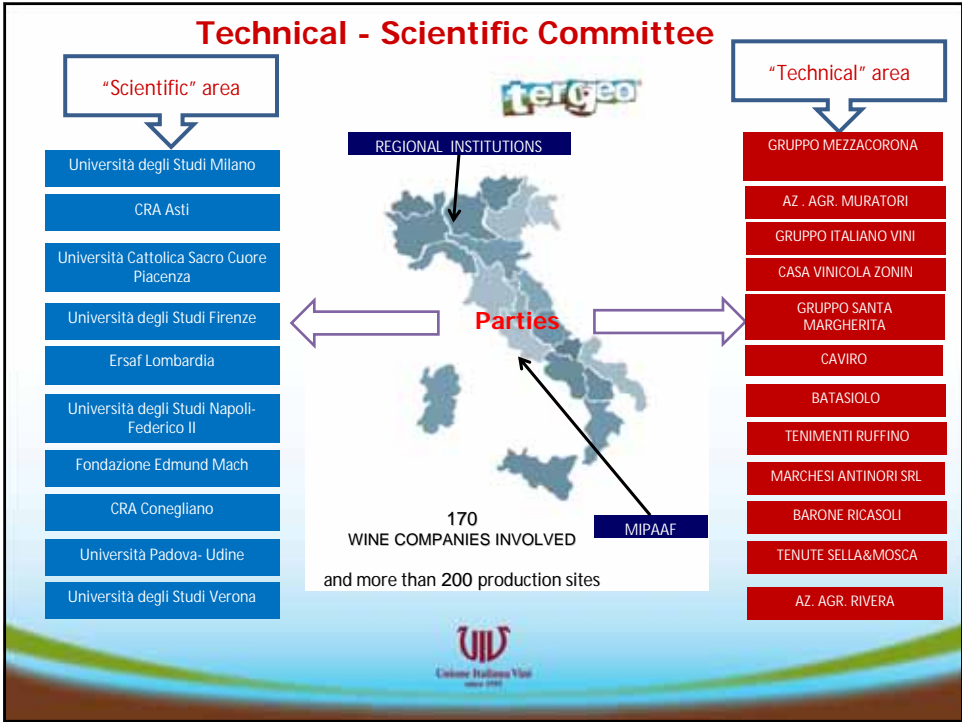 Technical - Scientific Committee
"Scientific" area
"Technical" area
tergeo
REGIONAL INSTITUTIONS
Università degli Studi Milano
CRA Asti
Università Cattolica Sacro Cuore
Piacenza
Università degli Studi Firenze
Ersaf Lombardia
Università degli Studi Napoli-
Federico II
Fondazione Edmund Mach
CRA Conegliano
Università Padova- Udine
Università degli Studi Verona
Parties
170
WINE COMPANIES INVOLVED
MIPAAF
and more than 200 production sites
GRUPPO MEZZACORONA
AZ . AGR. MURATORI
GRUPPO ITALIANO VINI
CASA VINICOLA ZONIN
GRUPPO SANTA
MARGHERITA
CAVIRO
BATASIOLO
TENIMENTI RUFFINO
MARCHESI ANTINORI SRL
BARONE RICASOLI
TENUTE SELLA&MOSCA
AZ. AGR. RIVERA
UIV
Unione Italiana Vini
since 1895